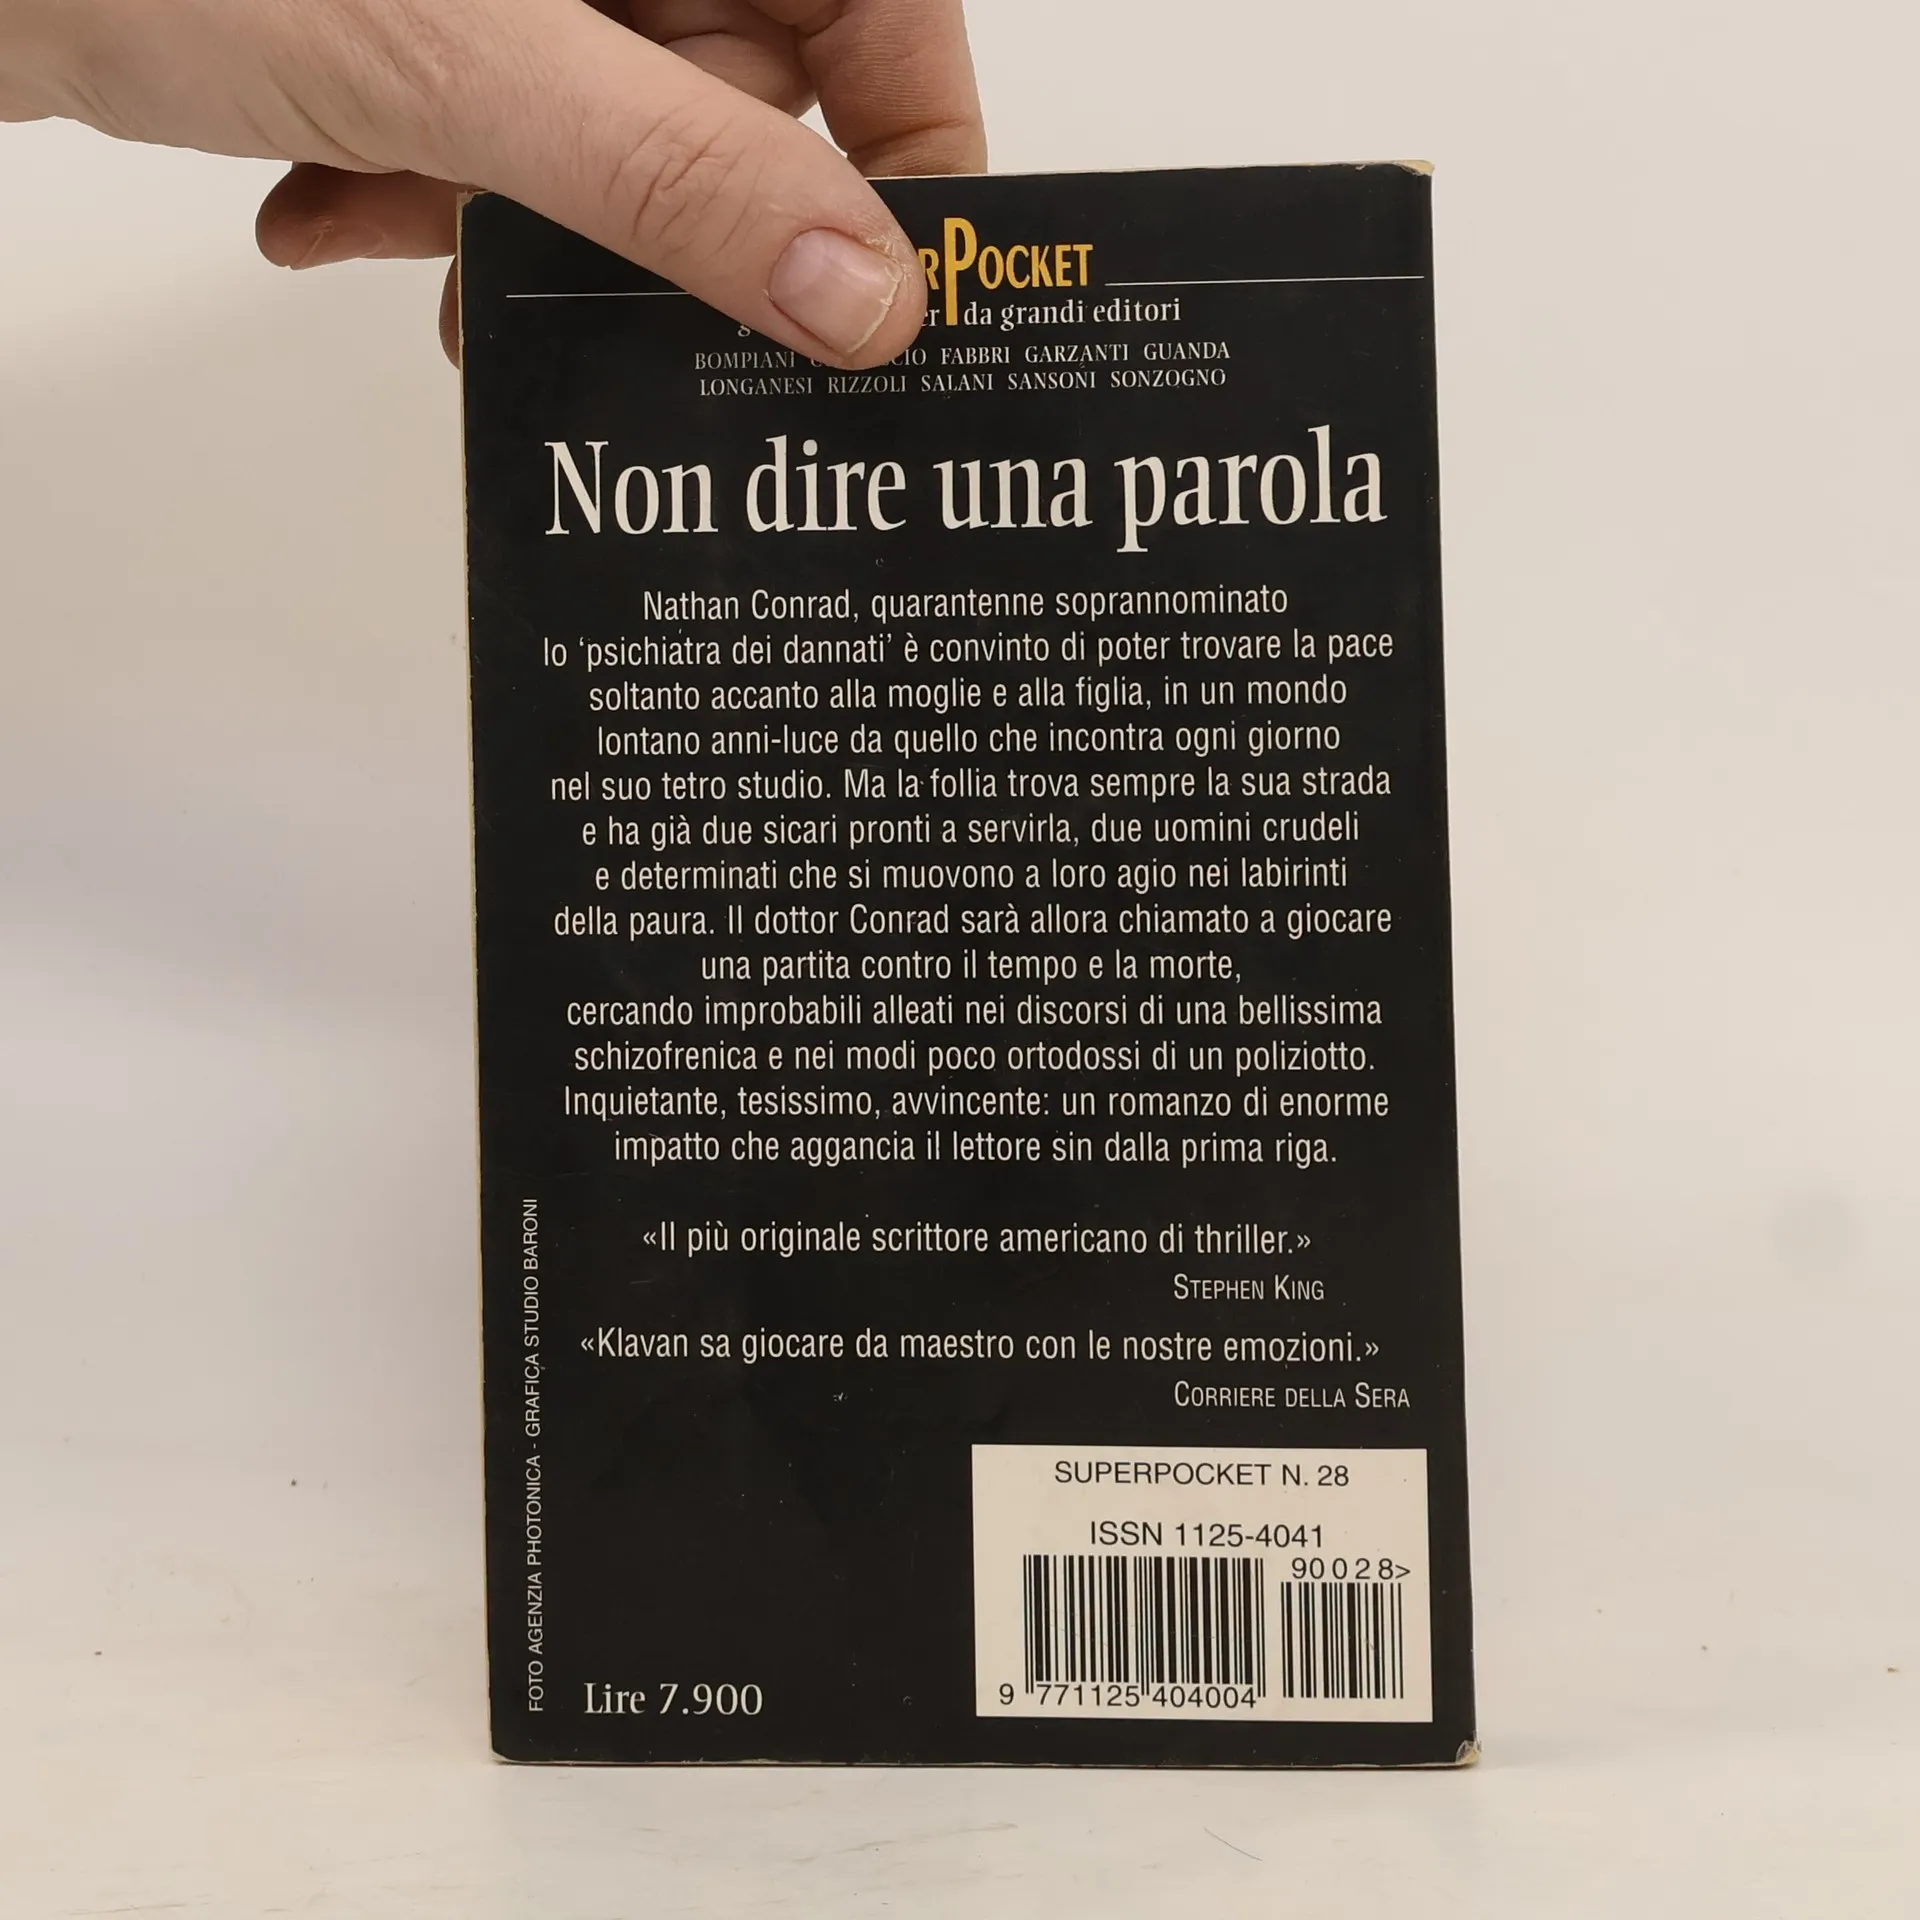 POCKET
da grandi editori
BOMPIANI FABBRI GARZANTI GUANDA
LONGANESI RIZZOLI SALANI SANSONI SONZOGNO
Non dire una parola
Nathan Conrad, quarantenne soprannominato
lo ‘psichiatra dei dannati’ è convinto di poter trovare la pace
soltanto accanto alla moglie e alla figlia, in un mondo
lontano anni-luce da quello che incontra ogni giorno
nel suo tetro studio. Ma la follia trova sempre la sua strada
e ha già due sicari pronti a servirla, due uomini crudeli
e determinati che si muovono a loro agio nei labirinti
della paura. Il dottor Conrad sarà allora chiamato a giocare
una partita contro il tempo e la morte,
cercando improbabili alleati nei discorsi di una bellissima
schizofrenica e nei modi poco ortodossi di un poliziotto.
Inquietante, tesissimo, avvincente: un romanzo di enorme
impatto che aggancia il lettore sin dalla prima riga.
«Il più originale scrittore americano di thriller.»
STEPHEN KING
«Klavan sa giocare da maestro con le nostre emozioni.»
CORRIERE DELLA SERA
FOTO AGENZIA PHOTONICA - GRAFICA STUDIO BARONI
Lire 7.900
SUPERPOCKET N. 28
ISSN 1125-4041
90028>
9 771125 404004